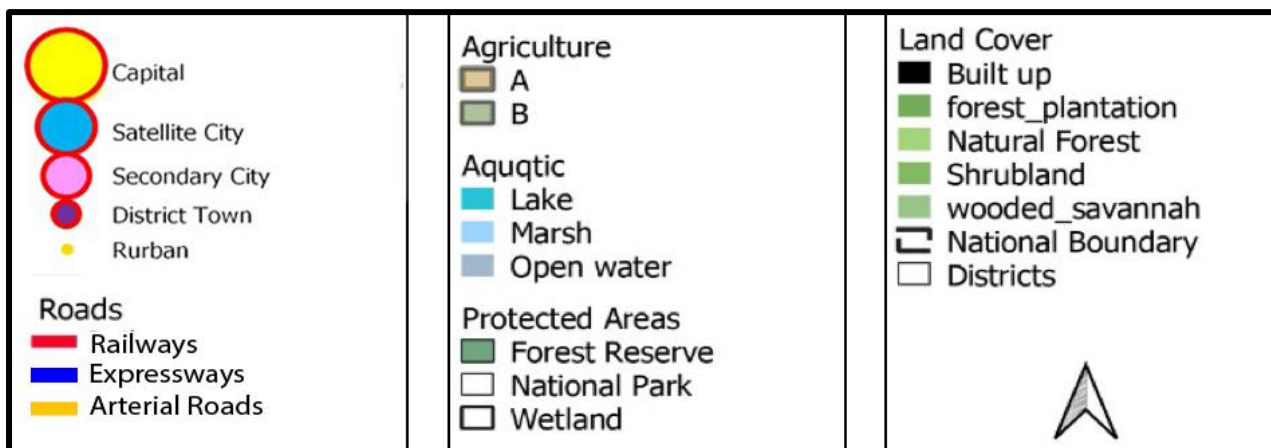 Capital
Satellite City
Secondary City
District Town
Rurban
Roads
Railways
Expressways
Arterial Roads
Agriculture
A
B
Aquqtic
Lake
Marsh
Open water
Protected Areas
Forest Reserve
National Park
Wetland
Land Cover
Built up
forest_plantation
Natural Forest
Shrubland
wooded_savannah
National Boundary
Districts